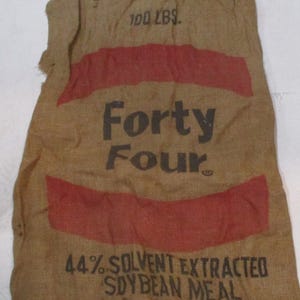 100 LBS.
Forty
Four
44% SOLVENT EXTRACTED
SOYBEAN MEAL